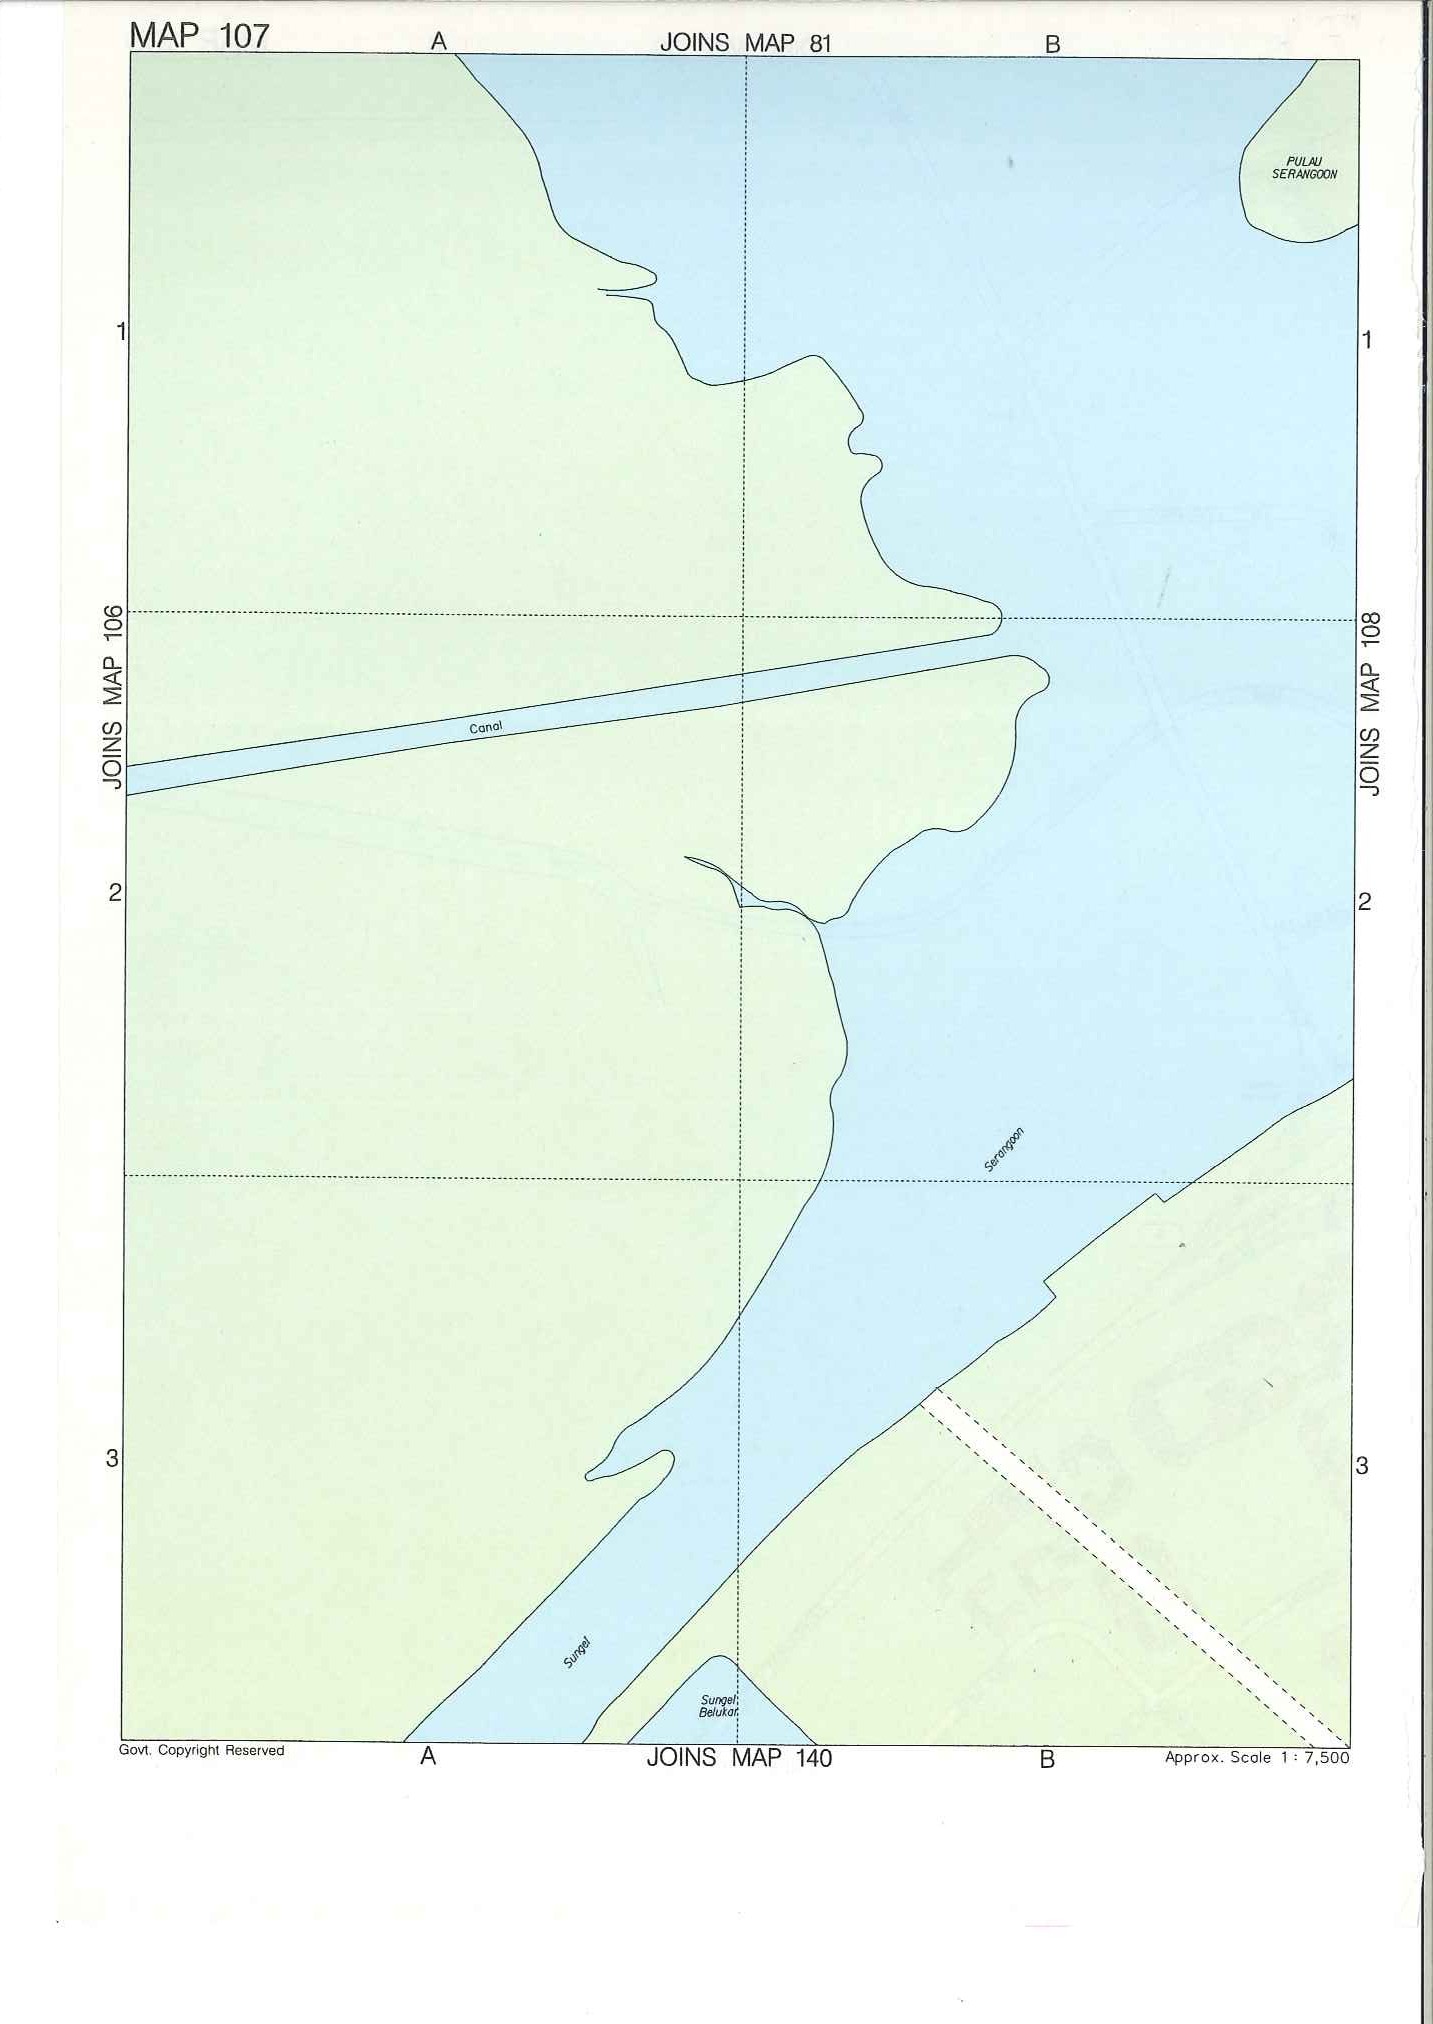 MAP 107
A
JOINS MAP 81
B
PULAU
SERANGOON
1
1
JOINS MAP 106
JOINS MAP 108
Canal
2
2
Serangoon
3
3
Sungei
Sungei
Belukar
Govt. Copyright Reserved
A
JOINS MAP 140
B
Approx. Scale 1 : 7,500